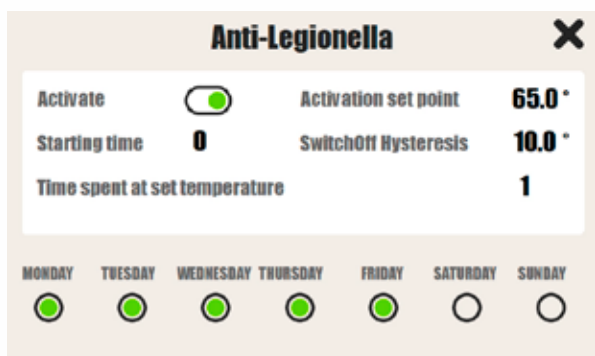 Anti-Legionella
Activate
Activation set point 65.0 °
Starting time 0
SwitchOff Hysteresis 10.0 °
Time spent at set temperature 1
MONDAY TUESDAY WEDNESDAY THURSDAY FRIDAY SATURDAY SUNDAY